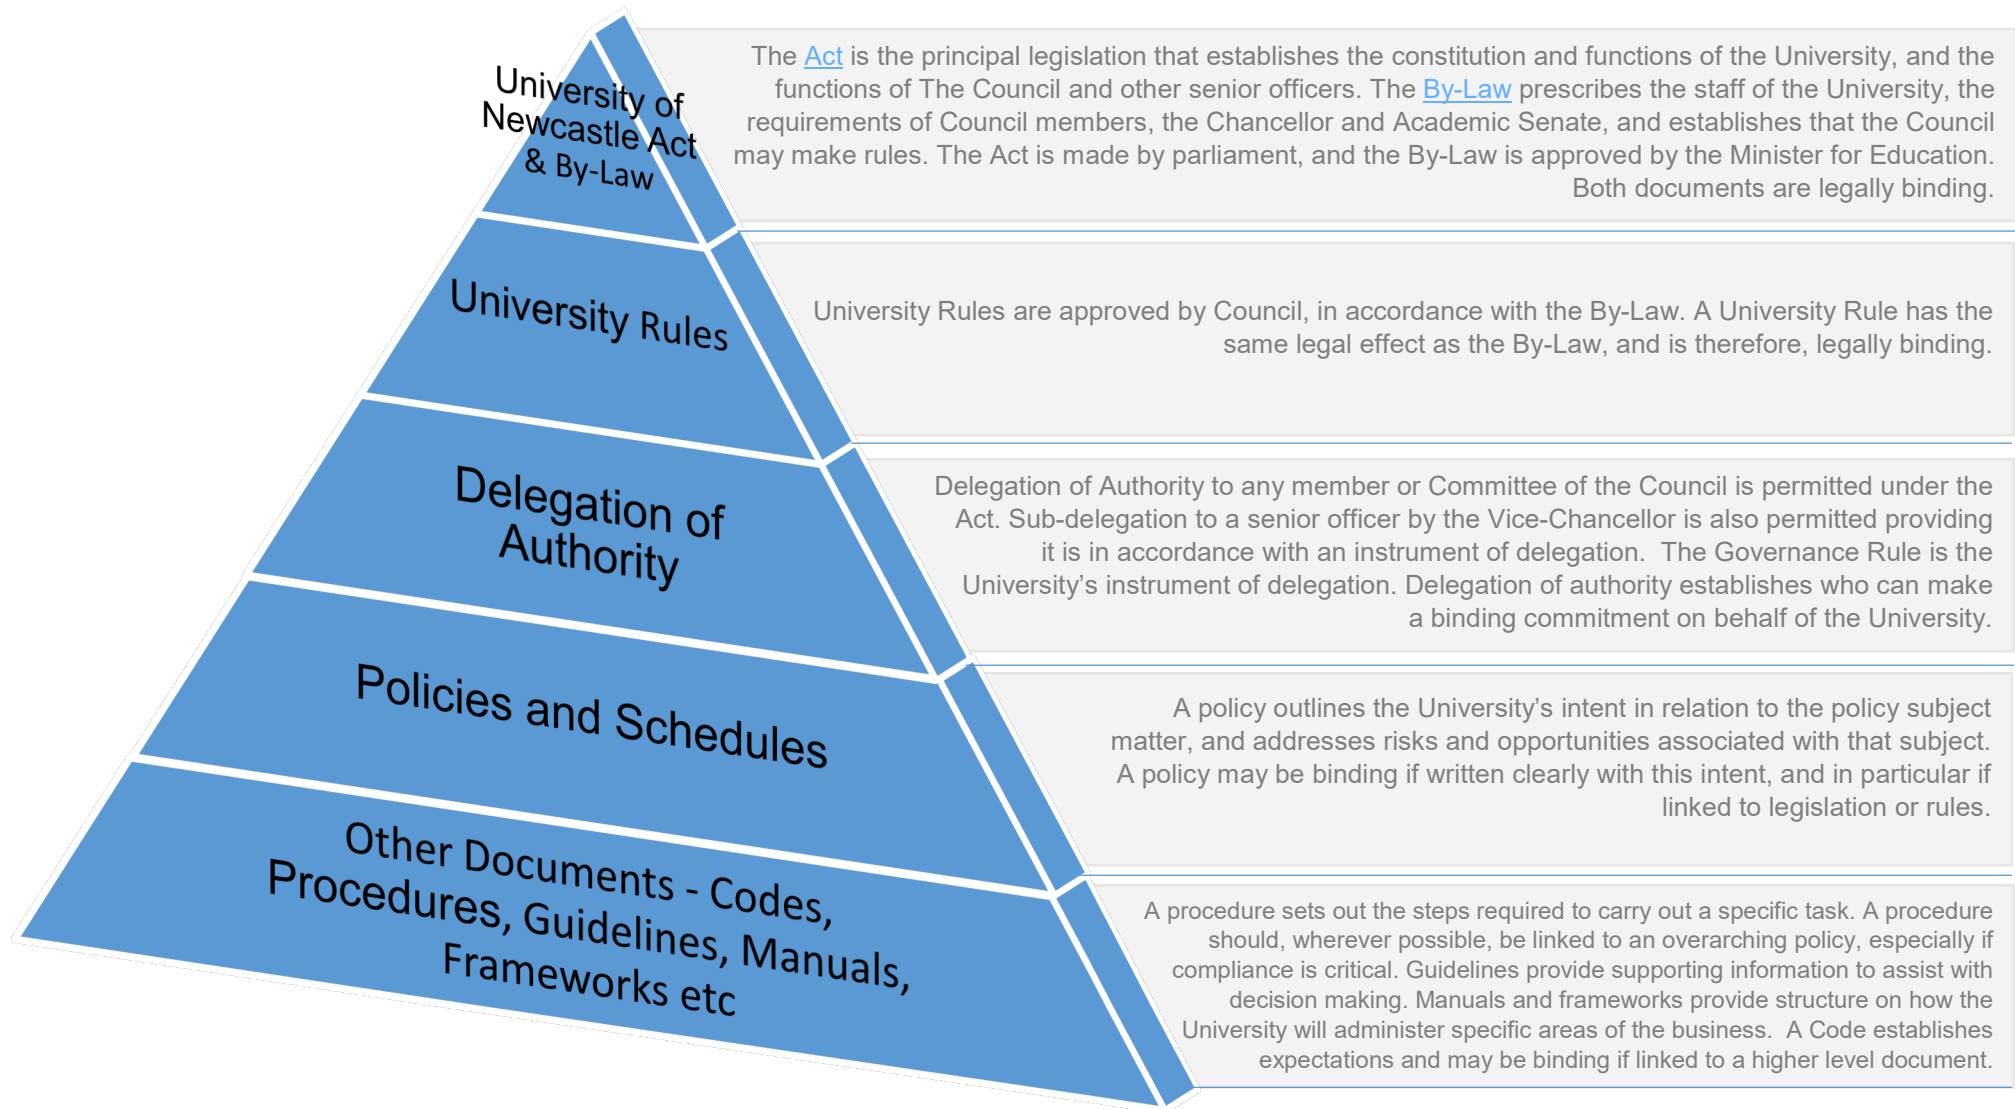 University of
Newcastle Act
& By-Law
The Act is the principal legislation that establishes the constitution and functions of the University, and the
functions of The Council and other senior officers. The By-Law prescribes the staff of the University, the
requirements of Council members, the Chancellor and Academic Senate, and establishes that the Council
may make rules. The Act is made by parliament, and the By-Law is approved by the Minister for Education.
Both documents are legally binding.
University Rules
University Rules are approved by Council, in accordance with the By-Law. A University Rule has the
same legal effect as the By-Law, and is therefore, legally binding.
Delegation of
Authority
Delegation of Authority to any member or Committee of the Council is permitted under the
Act. Sub-delegation to a senior officer by the Vice-Chancellor is also permitted providing
it is in accordance with an instrument of delegation.  The Governance Rule is the
University’s instrument of delegation. Delegation of authority establishes who can make
a binding commitment on behalf of the University.
Policies and Schedules
A policy outlines the University’s intent in relation to the policy subject
matter, and addresses risks and opportunities associated with that subject.
A policy may be binding if written clearly with this intent, and in particular if
linked to legislation or rules.
Other Documents - Codes,
Procedures, Guidelines, Manuals,
Frameworks etc
A procedure sets out the steps required to carry out a specific task. A procedure
should, wherever possible, be linked to an overarching policy, especially if
compliance is critical. Guidelines provide supporting information to assist with
decision making. Manuals and frameworks provide structure on how the
University will administer specific areas of the business.  A Code establishes
expectations and may be binding if linked to a higher level document.